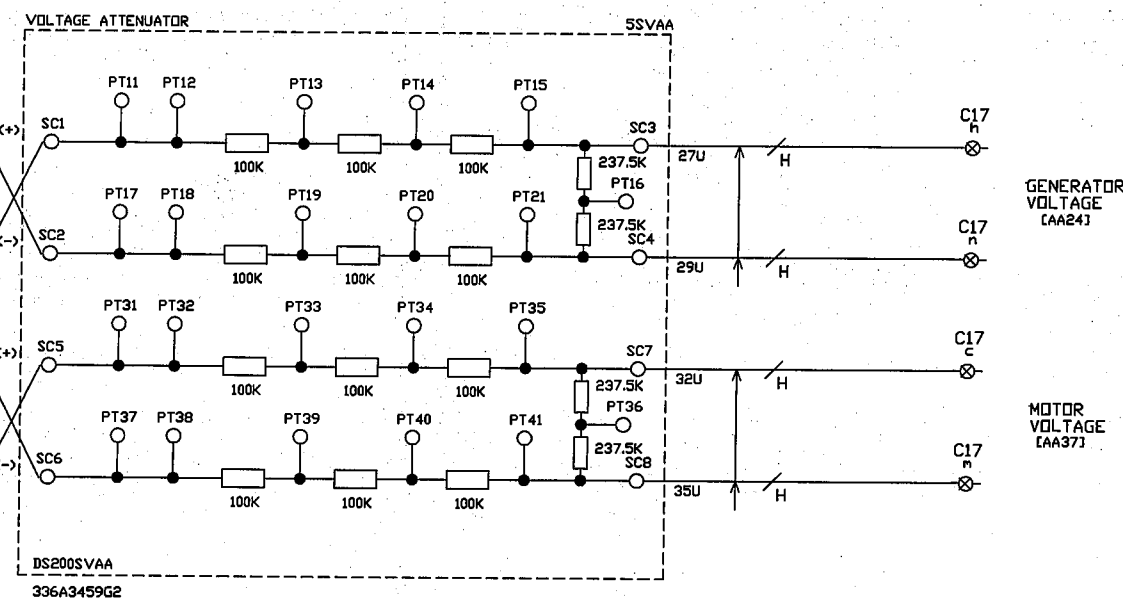 VOLTAGE ATTENUATOR
5SVAA
PT11 PT12 PT13 PT14 PT15
(+) SC1 SC3 C17 h
100K 100K 100K 237.5K 27U H
PT16
GENERATOR
VOLTAGE
[AA24]
PT17 PT18 PT19 PT20 PT21 237.5K
(-) SC2 SC4 C17 n
100K 100K 100K 29U H
PT31 PT32 PT33 PT34 PT35
(+) SC5 SC7 C17 c
100K 100K 100K 237.5K 32U H
PT36
MOTOR
VOLTAGE
[AA37]
PT37 PT38 PT39 PT40 PT41 237.5K
(-) SC6 SC8 C17 m
100K 100K 100K 35U H
DS200SVAA
336A3459G2